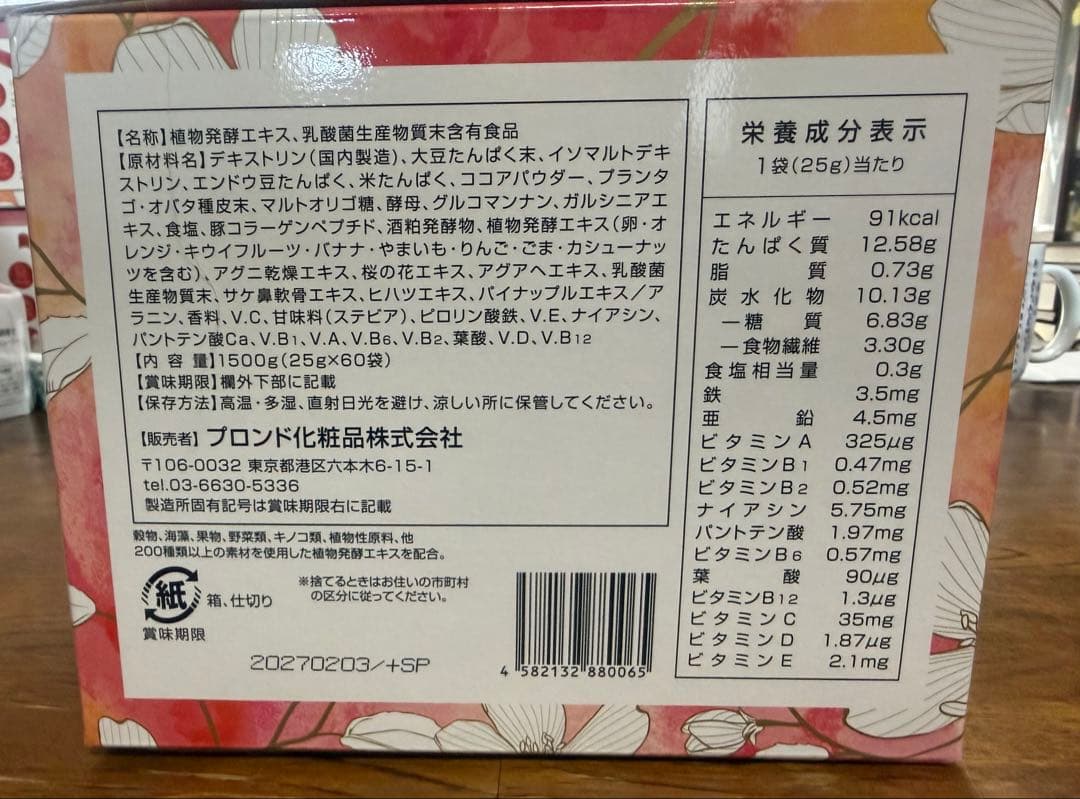 【名称】植物発酵エキス、乳酸菌生産物質末含有食品
【原材料名】デキストリン(国内製造)、大豆たんぱく末、イソマルトデキ
ストリン、エンドウ豆たんぱく、米たんぱく、ココアパウダー、プランタ
ゴ・オバタ種皮末、マルトオリゴ糖、酵母、グルコマンナン、ガルシニアエ
キス、食塩、豚コラーゲンペプチド、酒粕発酵物、植物発酵エキス(卵・オ
レンジ・キウイフルーツ・バナナ・やまいも・りんご・ごま・カシューナッ
ツを含む)、アグニ乾燥エキス、桜の花エキス、アグアヘエキス、乳酸菌
生産物質末、サケ鼻軟骨エキス、ヒハツエキス、パイナップルエキス/ア
ラニン、香料、V.C、甘味料(ステビア)、ピロリン酸鉄、V.E、ナイアシン、
パントテン酸Ca、V.B1、V.A、V.B6、V.B2、葉酸、V.D、V.B12
【内 容 量】1500g(25g×60袋)
【賞味期限】欄外下部に記載
【保存方法】高温・多湿、直射日光を避け、涼しい所に保管してください。
【販売者】プロンド化粧品株式会社
〒106-0032 東京都港区六本木6-15-1
tel.03-6630-5336
製造所固有記号は賞味期限右に記載
穀物、海藻、果物、野菜類、キノコ類、植物性原料、他
200種類以上の素材を使用した植物発酵エキスを配合。
紙 箱、仕切り
※捨てるときはお住いの市町村
の区分に従ってください。
賞味期限
20270203/+SP
4 582132 880065
栄養成分表示
1袋(25g)当たり
エネルギー 91kcal
たんぱく質 12.58g
脂質 0.73g
炭水化物 10.13g
―糖質 6.83g
―食物繊維 3.30g
食塩相当量 0.3g
鉄 3.5mg
亜鉛 4.5mg
ビタミンA 325μg
ビタミンB1 0.47mg
ビタミンB2 0.52mg
ナイアシン 5.75mg
パントテン酸 1.97mg
ビタミンB6 0.57mg
葉酸 90μg
ビタミンB12 1.3μg
ビタミンC 35mg
ビタミンD 1.87μg
ビタミンE 2.1mg